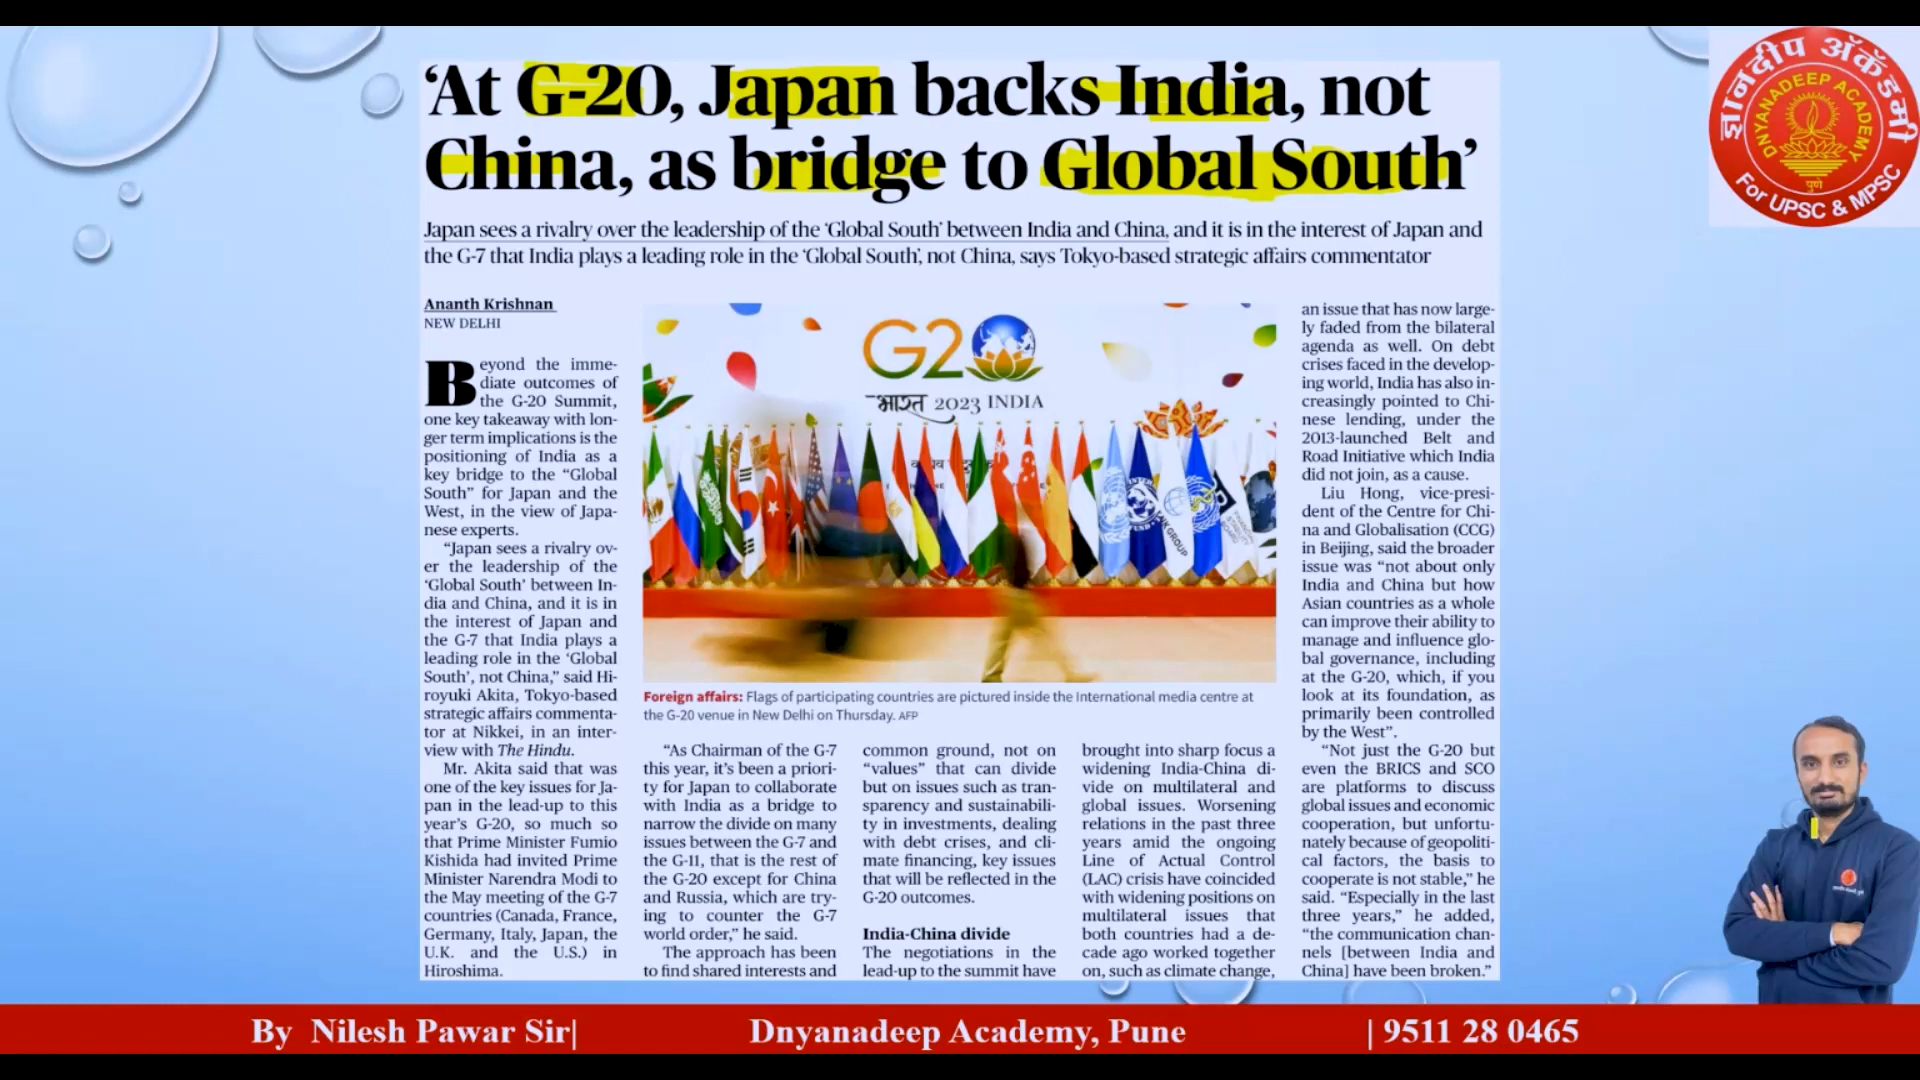 ‘At G-20, Japan backs India, not
China, as bridge to Global South’
Japan sees a rivalry over the leadership of the ‘Global South’ between India and China, and it is in the interest of Japan and
the G-7 that India plays a leading role in the ‘Global South’, not China, says Tokyo-based strategic affairs commentator
Ananth Krishnan
NEW DELHI
Beyond the imme-
diate outcomes of
the G-20 Summit,
one key takeaway with lon-
ger term implications is the
positioning of India as a
key bridge to the “Global
South” for Japan and the
West, in the view of Japa-
nese experts.
“Japan sees a rivalry ov-
er the leadership of the
‘Global South’ between In-
dia and China, and it is in
the interest of Japan and
the G-7 that India plays a
leading role in the ‘Global
South’, not China,” said Hi-
royuki Akita, Tokyo-based
strategic affairs commenta-
tor at Nikkei, in an inter-
view with The Hindu.
Mr. Akita said that was
one of the key issues for Ja-
pan in the lead-up to this
year’s G-20, so much so
that Prime Minister Fumio
Kishida had invited Prime
Minister Narendra Modi to
the May meeting of the G-7
countries (Canada, France,
Germany, Italy, Japan, the
U.K. and the U.S.) in
Hiroshima.
G20
भारत 2023 INDIA
Foreign affairs: Flags of participating countries are pictured inside the International media centre at
the G-20 venue in New Delhi on Thursday. AFP
“As Chairman of the G-7
this year, it’s been a priori-
ty for Japan to collaborate
with India as a bridge to
narrow the divide on many
issues between the G-7 and
the G-11, that is the rest of
the G-20 except for China
and Russia, which are try-
ing to counter the G-7
world order,” he said.
The approach has been
to find shared interests and
common ground, not on
“values” that can divide
but on issues such as tran-
sparency and sustainabili-
ty in investments, dealing
with debt crises, and cli-
mate financing, key issues
that will be reflected in the
G-20 outcomes.
India-China divide
The negotiations in the
lead-up to the summit have
brought into sharp focus a
widening India-China di-
vide on multilateral and
global issues. Worsening
relations in the past three
years amid the ongoing
Line of Actual Control
(LAC) crisis have coincided
with widening positions on
multilateral issues that
both countries had a de-
cade ago worked together
on, such as climate change,
an issue that has now large-
ly faded from the bilateral
agenda as well. On debt
crises faced in the develop-
ing world, India has also in-
creasingly pointed to Chi-
nese lending, under the
2013-launched Belt and
Road Initiative which India
did not join, as a cause.
Liu Hong, vice-presi-
dent of the Centre for Chi-
na and Globalisation (CCG)
in Beijing, said the broader
issue was “not about only
India and China but how
Asian countries as a whole
can improve their ability to
manage and influence glo-
bal governance, including
at the G-20, which, if you
look at its foundation, as
primarily been controlled
by the West”.
“Not just the G-20 but
even the BRICS and SCO
are platforms to discuss
global issues and economic
cooperation, but unfortu-
nately because of geopoliti-
cal factors, the basis to
cooperate is not stable,” he
said. “Especially in the last
three years,” he added,
“the communication chan-
nels [between India and
China] have been broken.”
ज्ञानदीप अ‍ॅकॅडमी
DNYANADEEP ACADEMY
पुणे
For UPSC & MPSC
By Nilesh Pawar Sir|
Dnyanadeep Academy, Pune
| 9511 28 0465